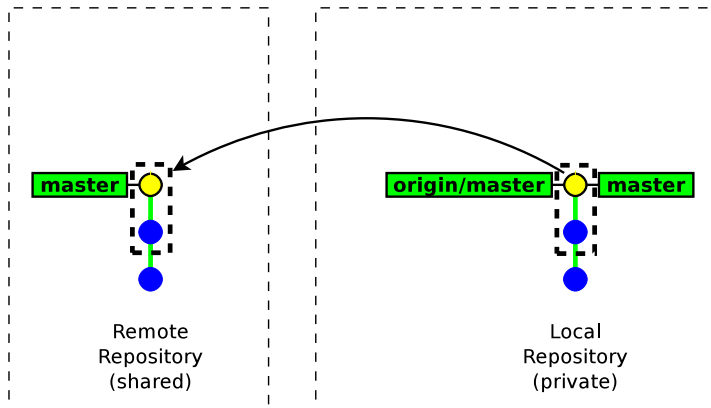 master
origin/master
master
Remote
Repository
(shared)
Local
Repository
(private)